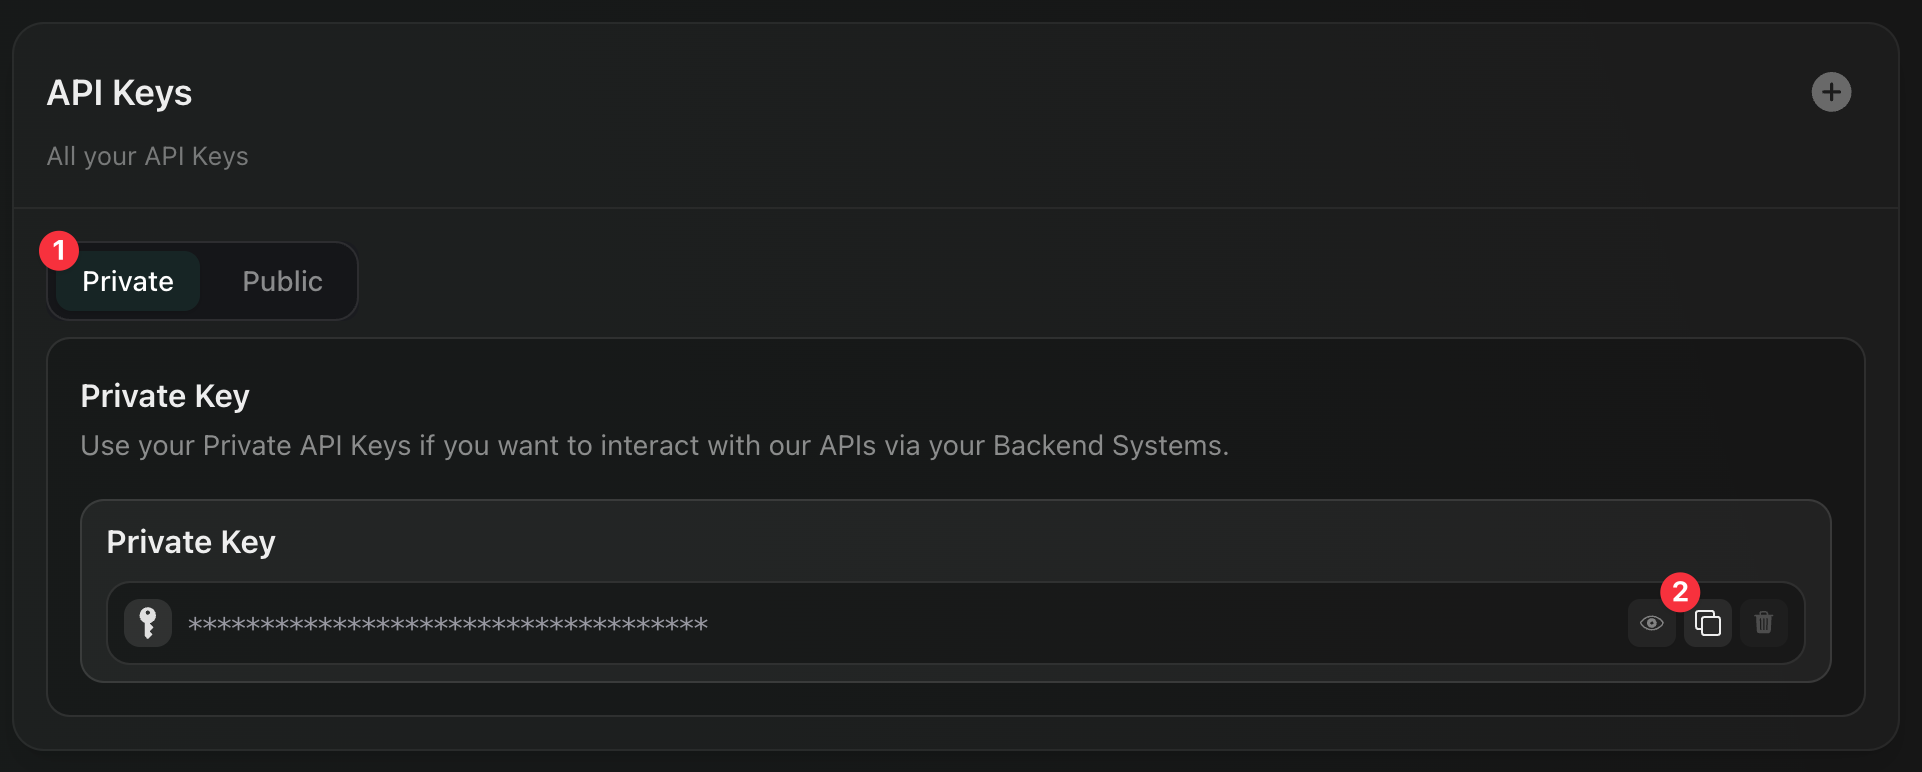 API Keys
All your API Keys
1
Private Public
Private Key
Use your Private API Keys if you want to interact with our APIs via your Backend Systems.
Private Key
2
************************************